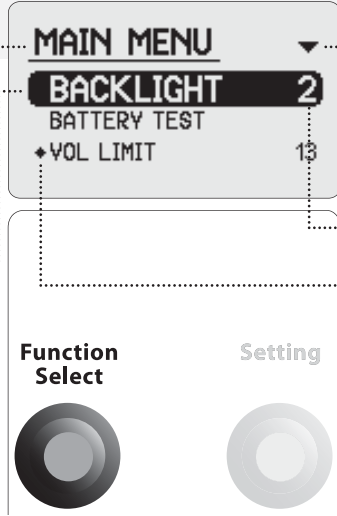 MAIN MENU
BACKLIGHT 2
BATTERY TEST
VOL LIMIT 13
Function Setting
Select